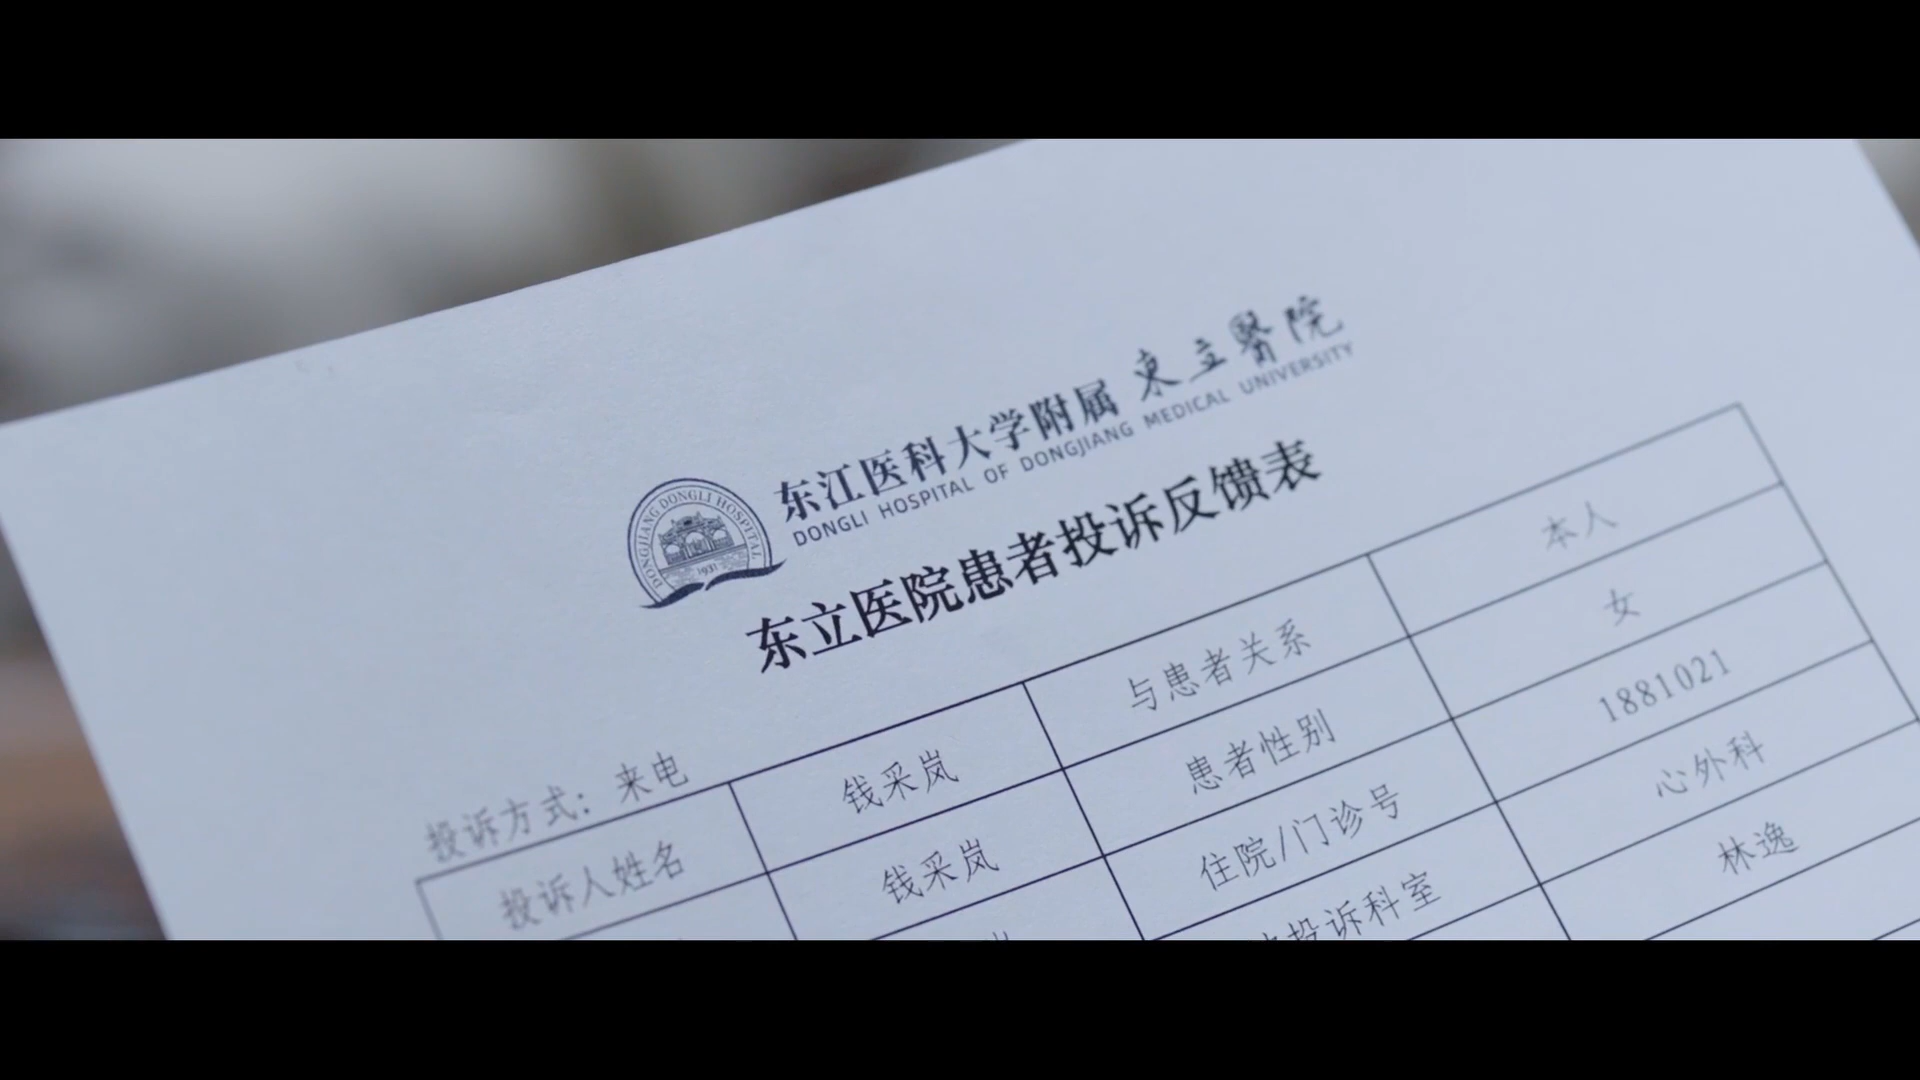 东江医科大学附属 東立醫院
DONGLI HOSPITAL OF DONGJIANG MEDICAL UNIVERSITY
DONGJIANG DONGLI HOSPITAL
1931
东立医院患者投诉反馈表
投诉方式：来电
投诉人姓名 钱采岚 与患者关系 本人
钱采岚 患者性别 女
住院/门诊号 1881021
投诉科室 心外科
林逸